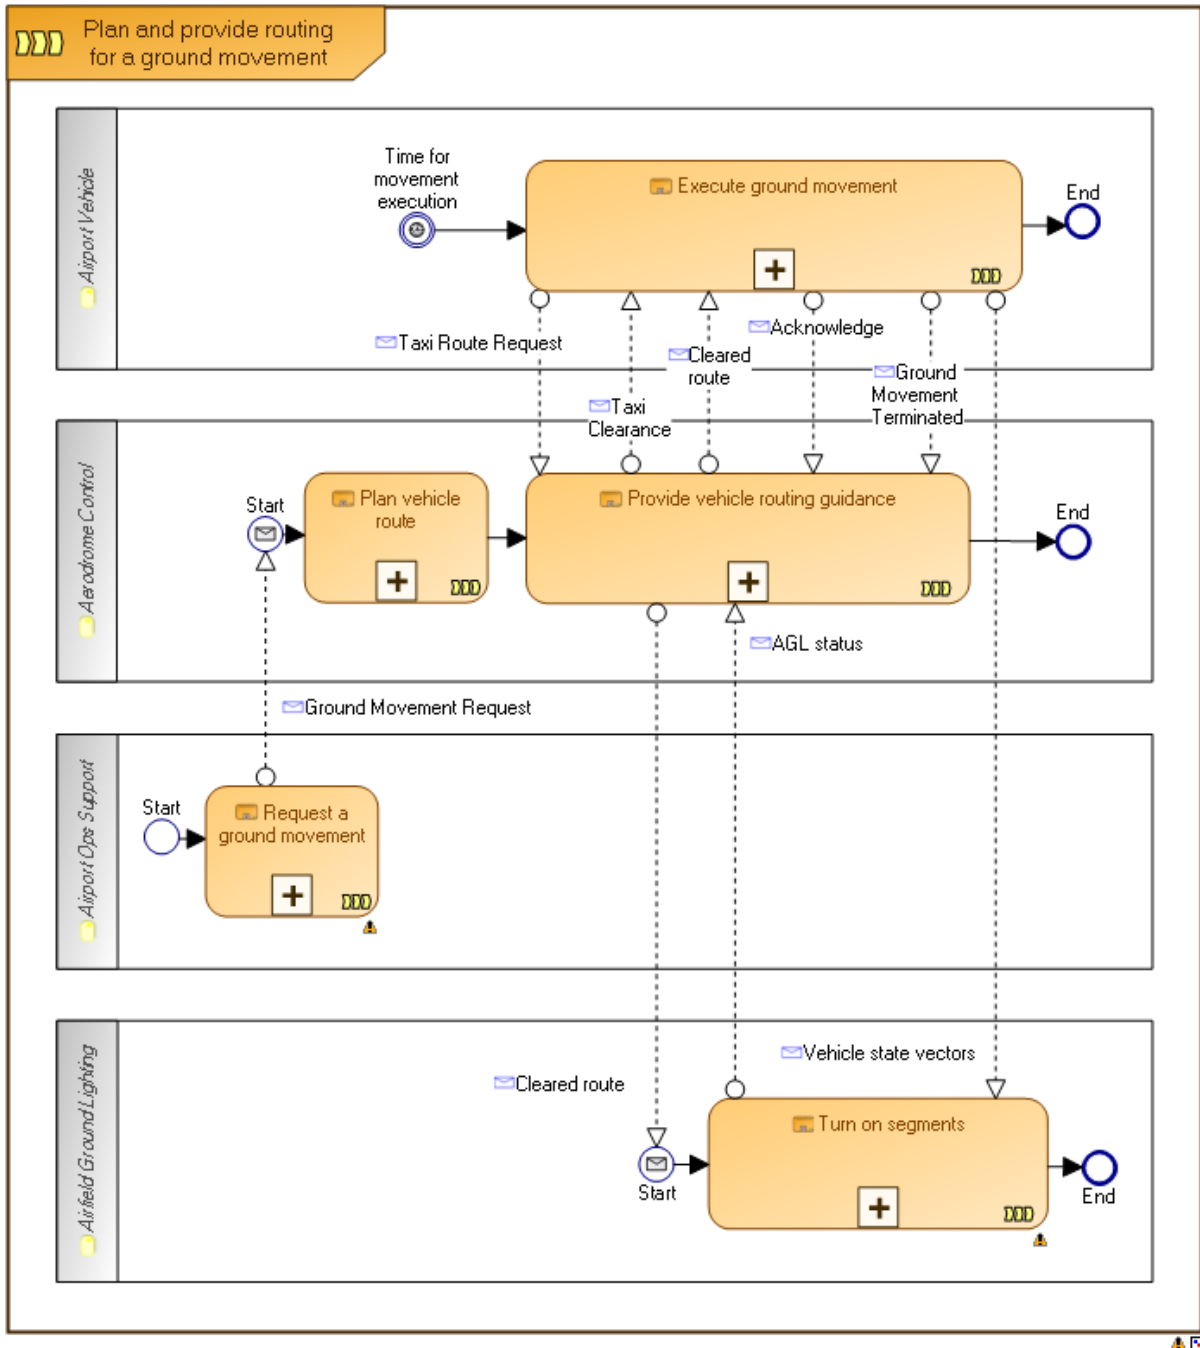 Plan and provide routing
for a ground movement
Airport Vehicle
Time for
movement
execution
Execute ground movement
End
Taxi Route Request
Taxi
Clearance
Cleared
route
Acknowledge
Ground
Movement
Terminated
Aerodrome Control
Start
Plan vehicle
route
Provide vehicle routing guidance
End
AGL status
Ground Movement Request
Airport Ops Support
Start
Request a
ground movement
Airfield Ground Lighting
Cleared route
Vehicle state vectors
Start
Turn on segments
End